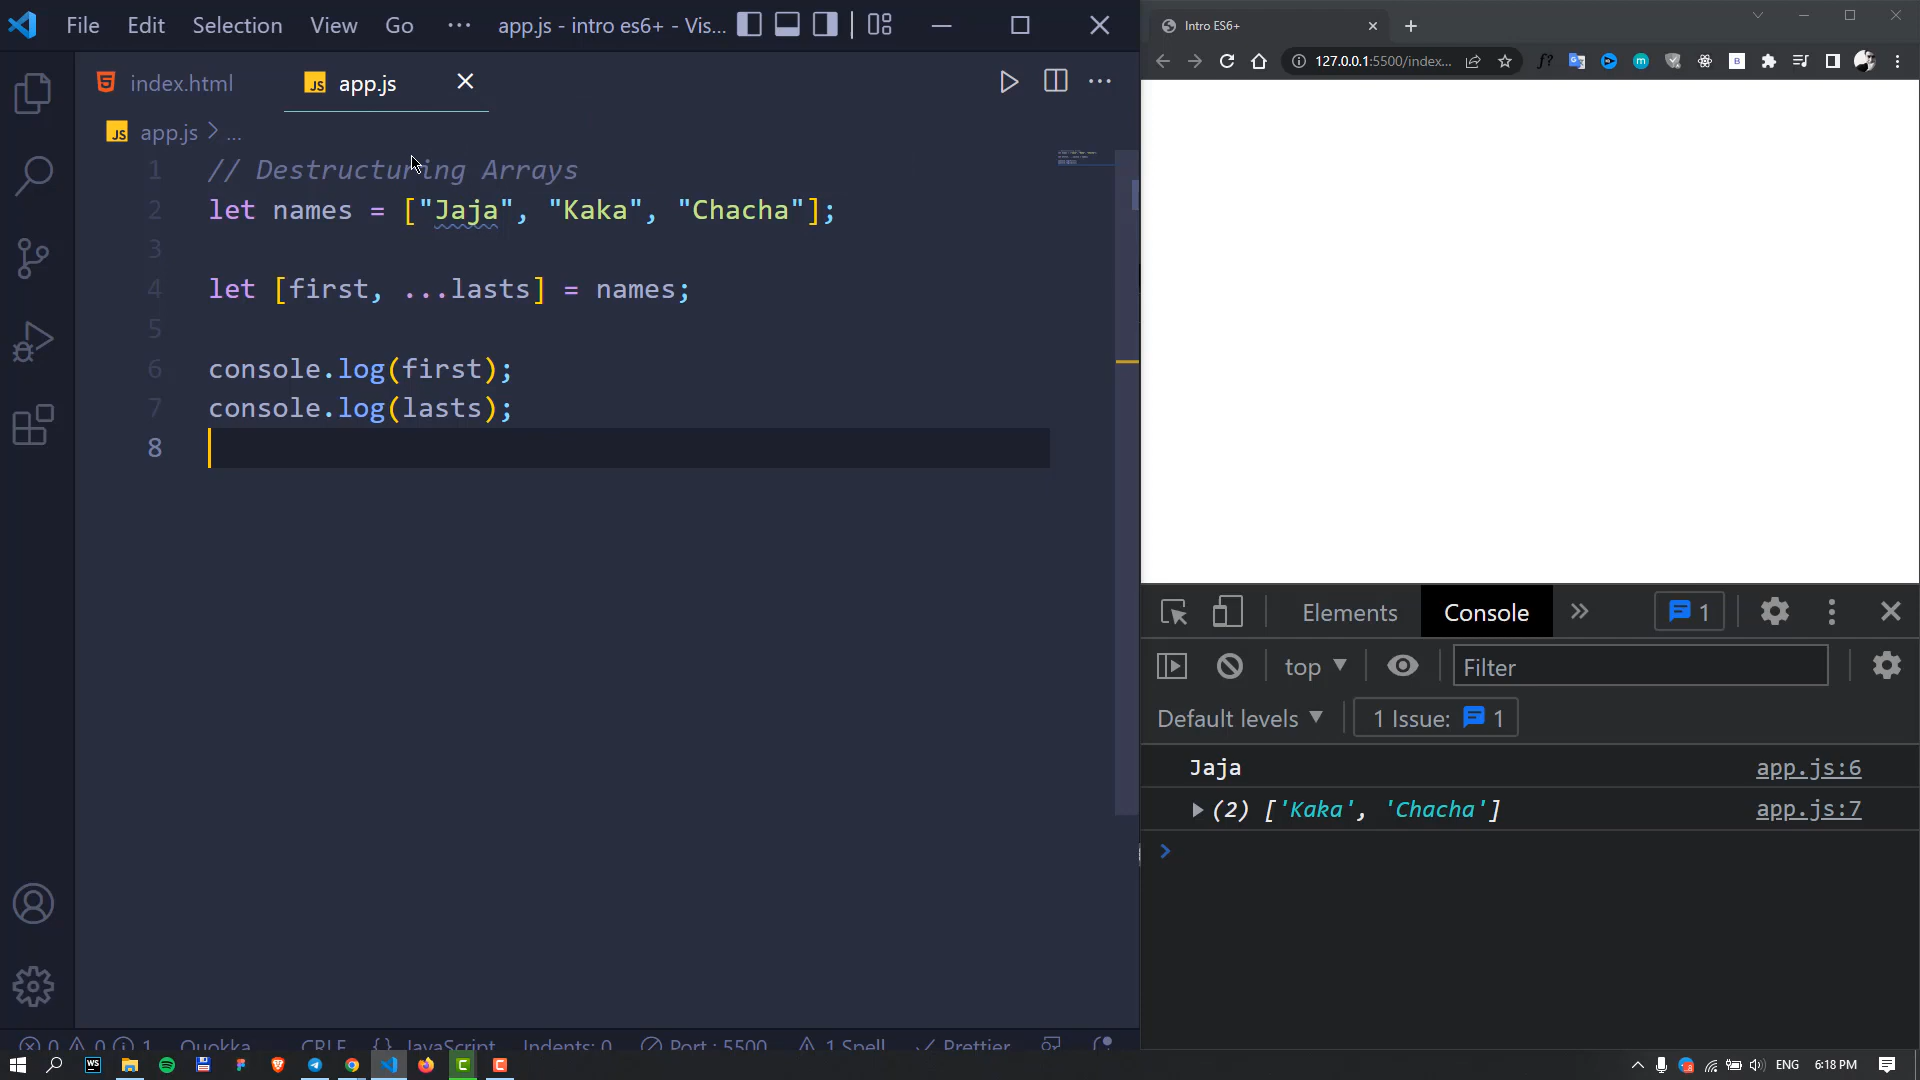 File Edit Selection View Go ··· app.js - intro es6+ - Vis...
index.html app.js
JS app.js > ...
1 // Destructuring Arrays
2 let names = ["Jaja", "Kaka", "Chacha"];
3
4 let [first, ...lasts] = names;
5
6 console.log(first);
7 console.log(lasts);
8
0 0 1 Quokka CRLF {} JavaScript Indents: 0 Port : 5500 1 Spell Prettier
Intro ES6+
127.0.0.1:5500/index...
Elements Console 1
top Filter
Default levels 1 Issue: 1
Jaja app.js:6
(2) ['Kaka', 'Chacha'] app.js:7
ENG 6:18 PM